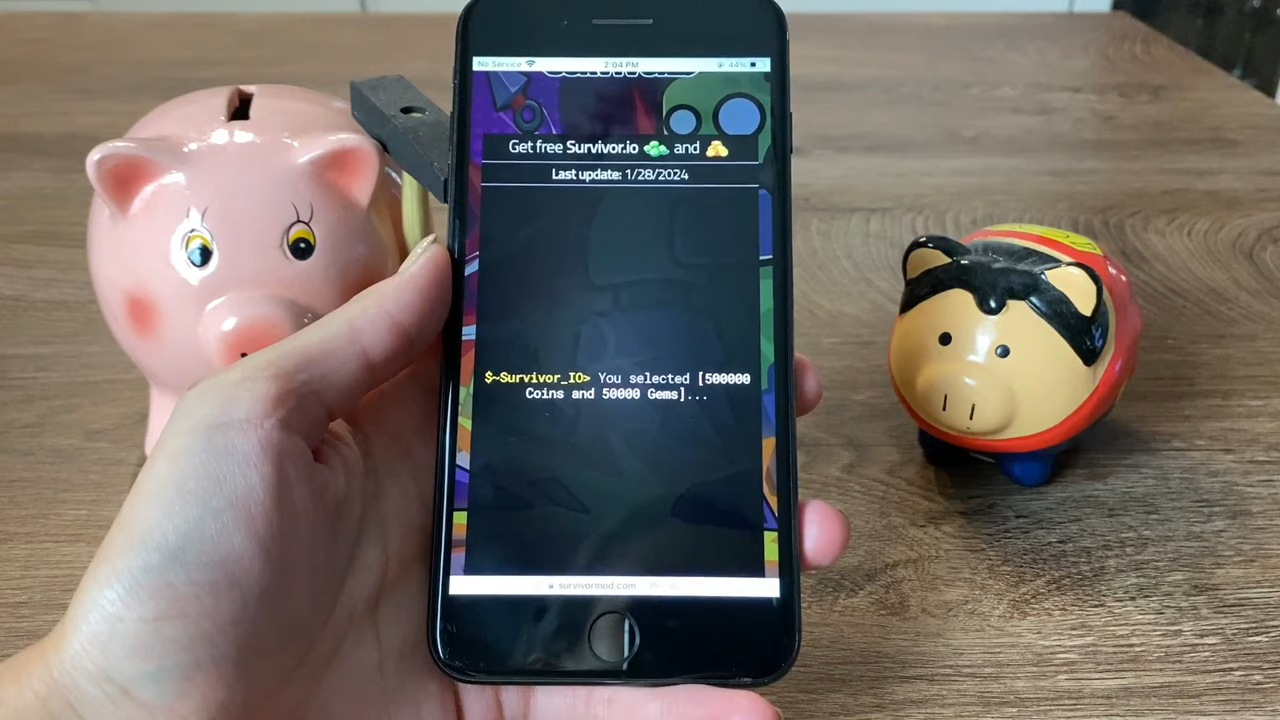 No Service 2:04 PM 44%
Get free Survivor.io and
Last update: 1/28/2024
$~Survivor_IO> You selected [500000
Coins and 50000 Gems]...
survivormod.com